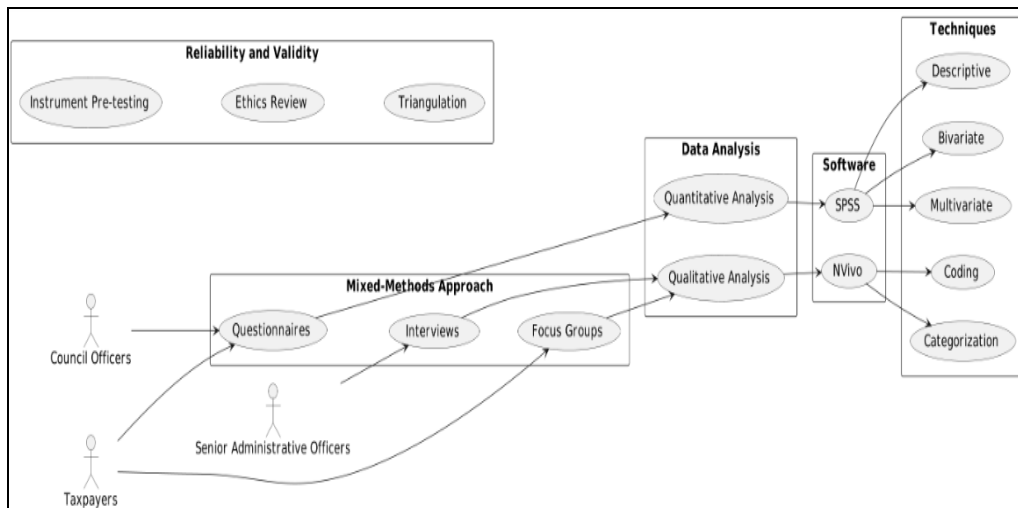 Reliability and Validity
Instrument Pre-testing
Ethics Review
Triangulation
Mixed-Methods Approach
Questionnaires
Interviews
Focus Groups
Council Officers
Senior Administrative Officers
Taxpayers
Data Analysis
Quantitative Analysis
Qualitative Analysis
Software
SPSS
NVivo
Techniques
Descriptive
Bivariate
Multivariate
Coding
Categorization